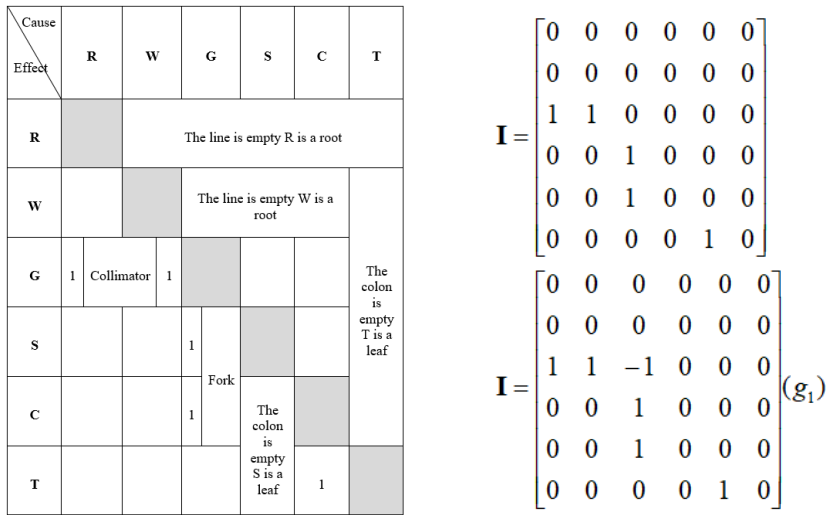 Cause
Effect
R W G S C T
R The line is empty R is a root
W The line is empty W is a
root
G 1 Collimator 1
The
colon
is
empty
T is a
leaf
S 1
Fork
C 1
The
colon
is
empty
S is a
leaf
T 1
I =
0 0 0 0 0 0
0 0 0 0 0 0
1 1 0 0 0 0
0 0 1 0 0 0
0 0 1 0 0 0
0 0 0 0 1 0
I =
0 0 0 0 0 0
0 0 0 0 0 0
1 1 −1 0 0 0
0 0 1 0 0 0
0 0 1 0 0 0
0 0 0 0 1 0
(g₁)